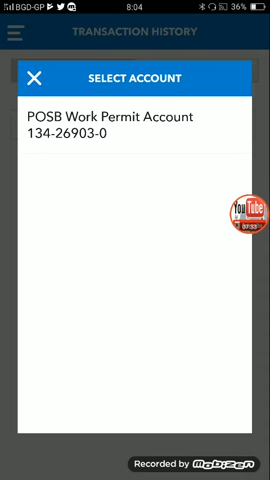 BGD-GP
8:04
36%
TRANSACTION HISTORY
SELECT ACCOUNT
POSB Work Permit Account
134-26903-0
YouTube
07:33
Recorded by MOBIZEN